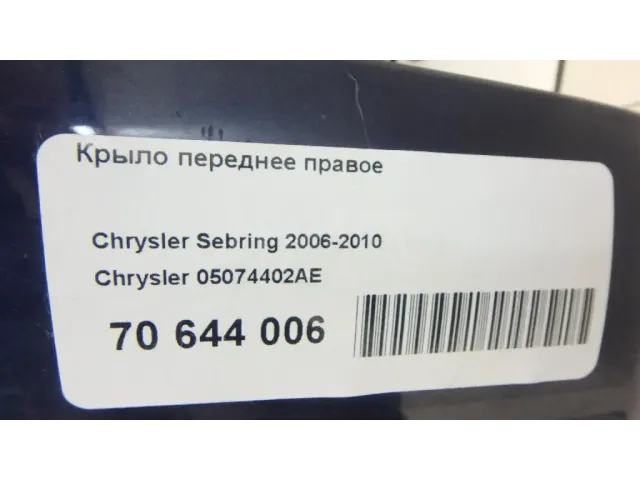 Крыло переднее правое
Chrysler Sebring 2006-2010
Chrysler 05074402AE
70 644 006